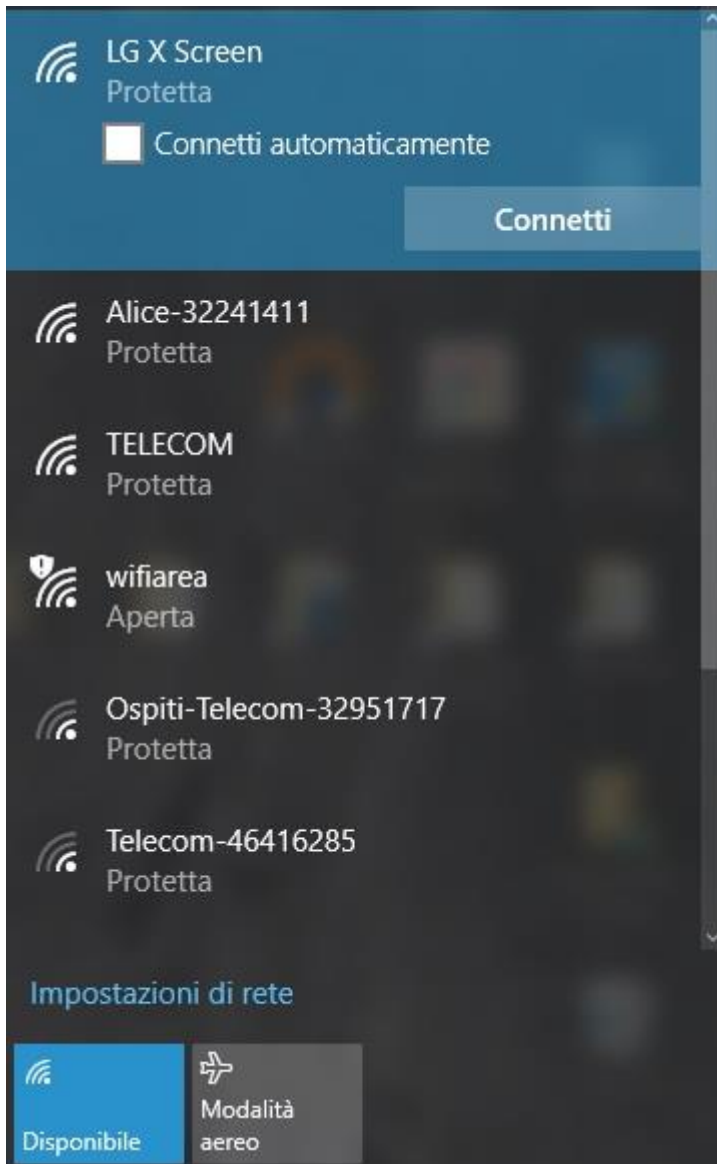 LG X Screen
Protetta
Connetti automaticamente
Connetti
Alice-32241411
Protetta
TELECOM
Protetta
wifiarea
Aperta
Ospiti-Telecom-32951717
Protetta
Telecom-46416285
Protetta
Impostazioni di rete
Disponibile
Modalità
aereo